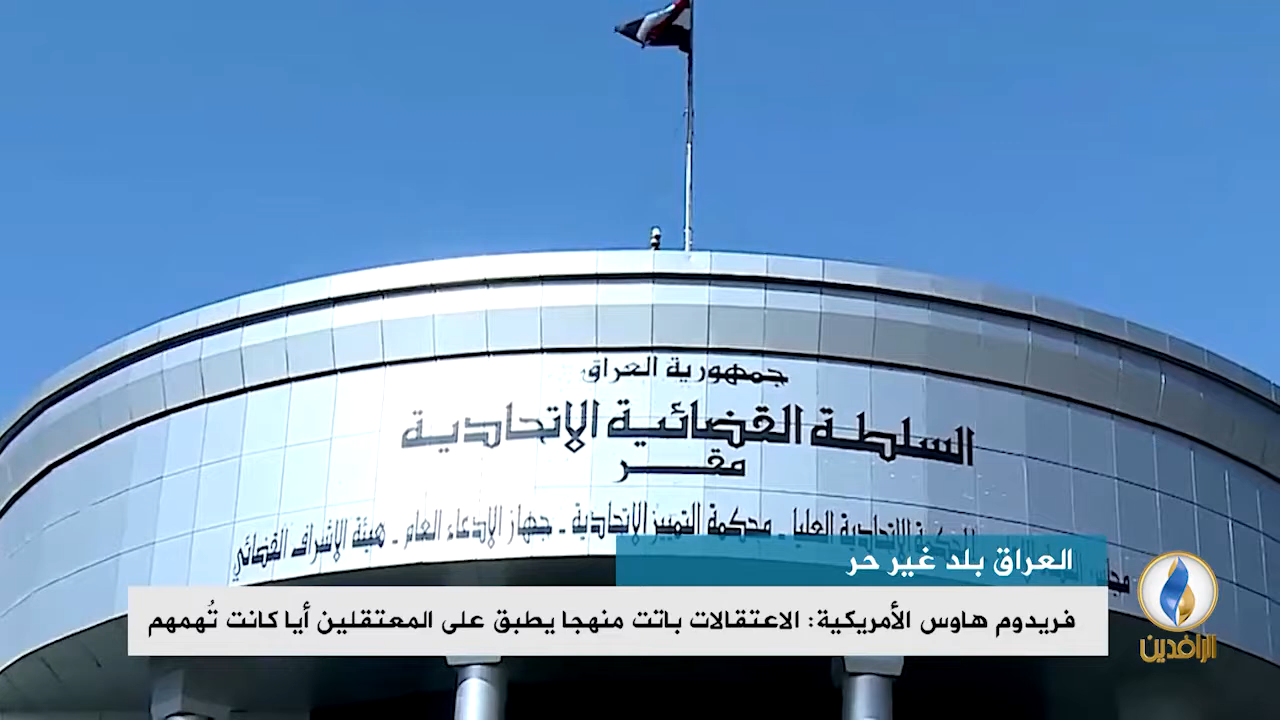 جمهورية العراق
السلطة القضائية الاتحادية
مقر
العليا - محكمة التمييز الاتحادية - جهاز الادعاء العام - هيئة الإشراف القضائي
العراق بلد غير حر
فريدوم هاوس الأمريكية: الاعتقالات باتت منهجا يطبق على المعتقلين أيا كانت تُهمهم
الرافدين